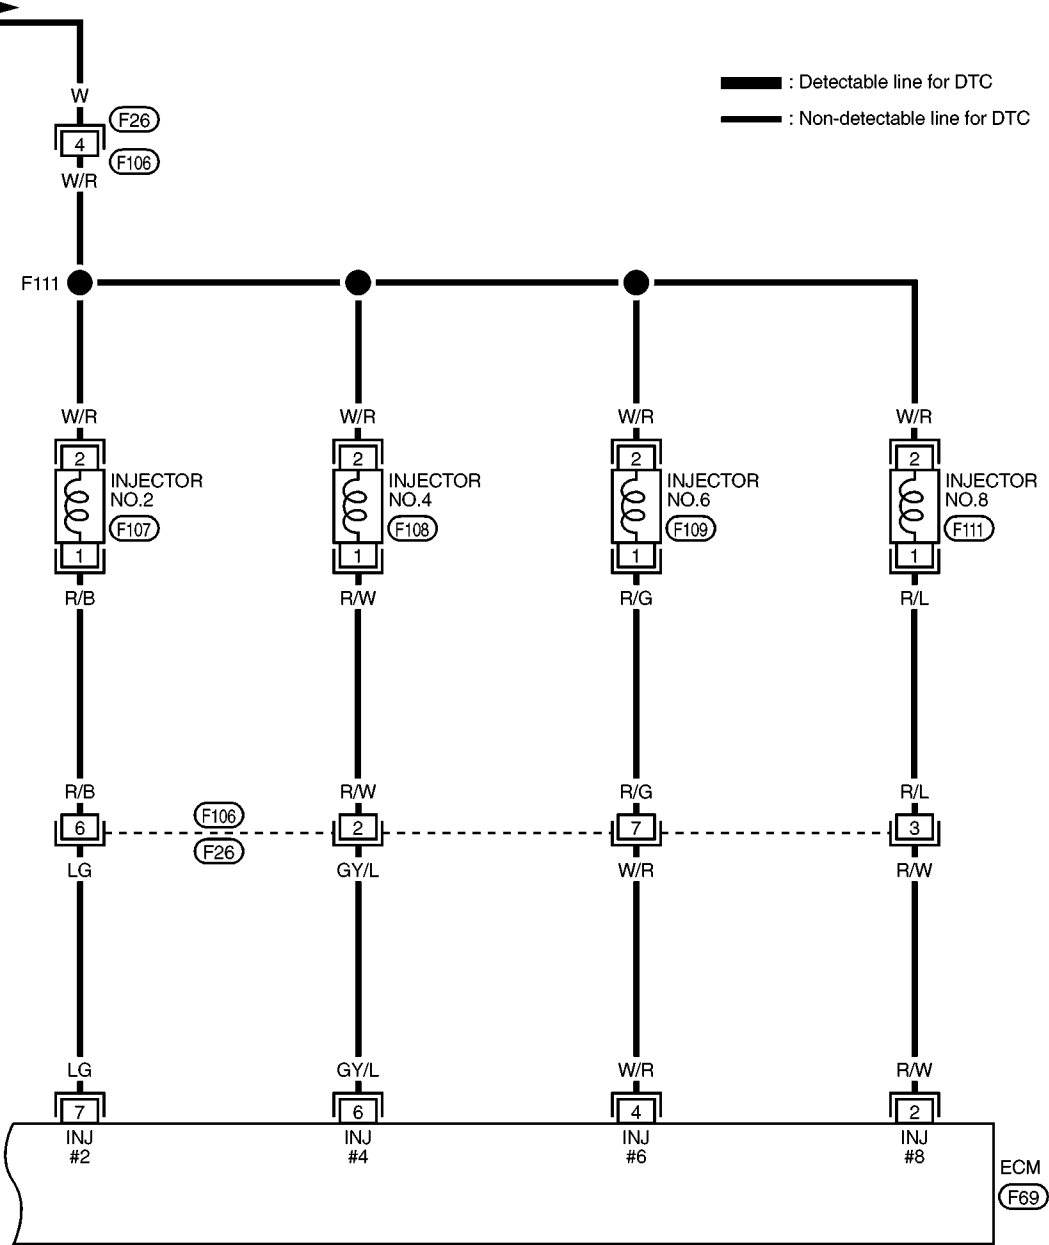 : Detectable line for DTC
W
F26
: Non-detectable line for DTC
4
F106
W/R
F111
W/R W/R W/R W/R
2 2 2 2
INJECTOR INJECTOR INJECTOR INJECTOR
NO.2 NO.4 NO.6 NO.8
F107 F108 F109 F111
1 1 1 1
R/B R/W R/G R/L
R/B R/W R/G R/L
F106
6 2 7 3
F26
LG GY/L W/R R/W
LG GY/L W/R R/W
7 6 4 2
INJ INJ INJ INJ
#2 #4 #6 #8
ECM
F69